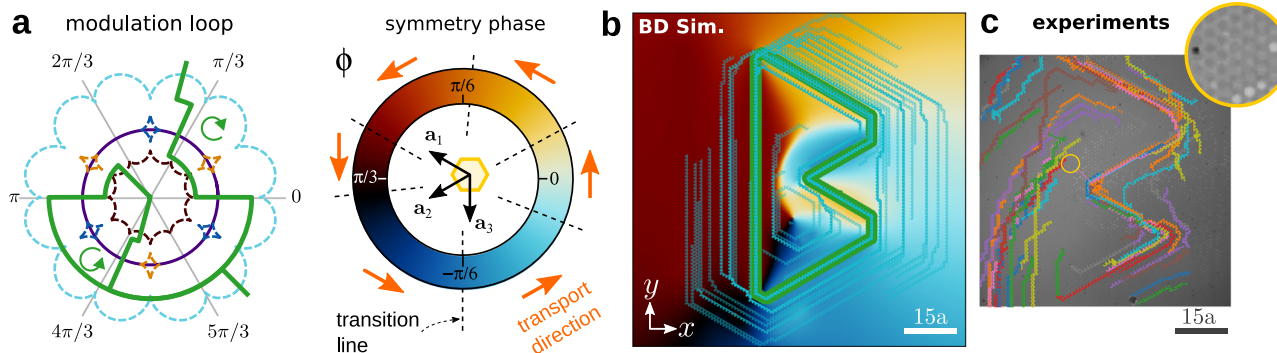 a
modulation loop
2π/3
π/3
π
0
4π/3
5π/3
symmetry phase
ϕ
π/6
π/3
0
-π/6
a₁
a₂
a₃
transition
line
transport
direction
b
BD Sim.
y
x
15a
c
experiments
15a